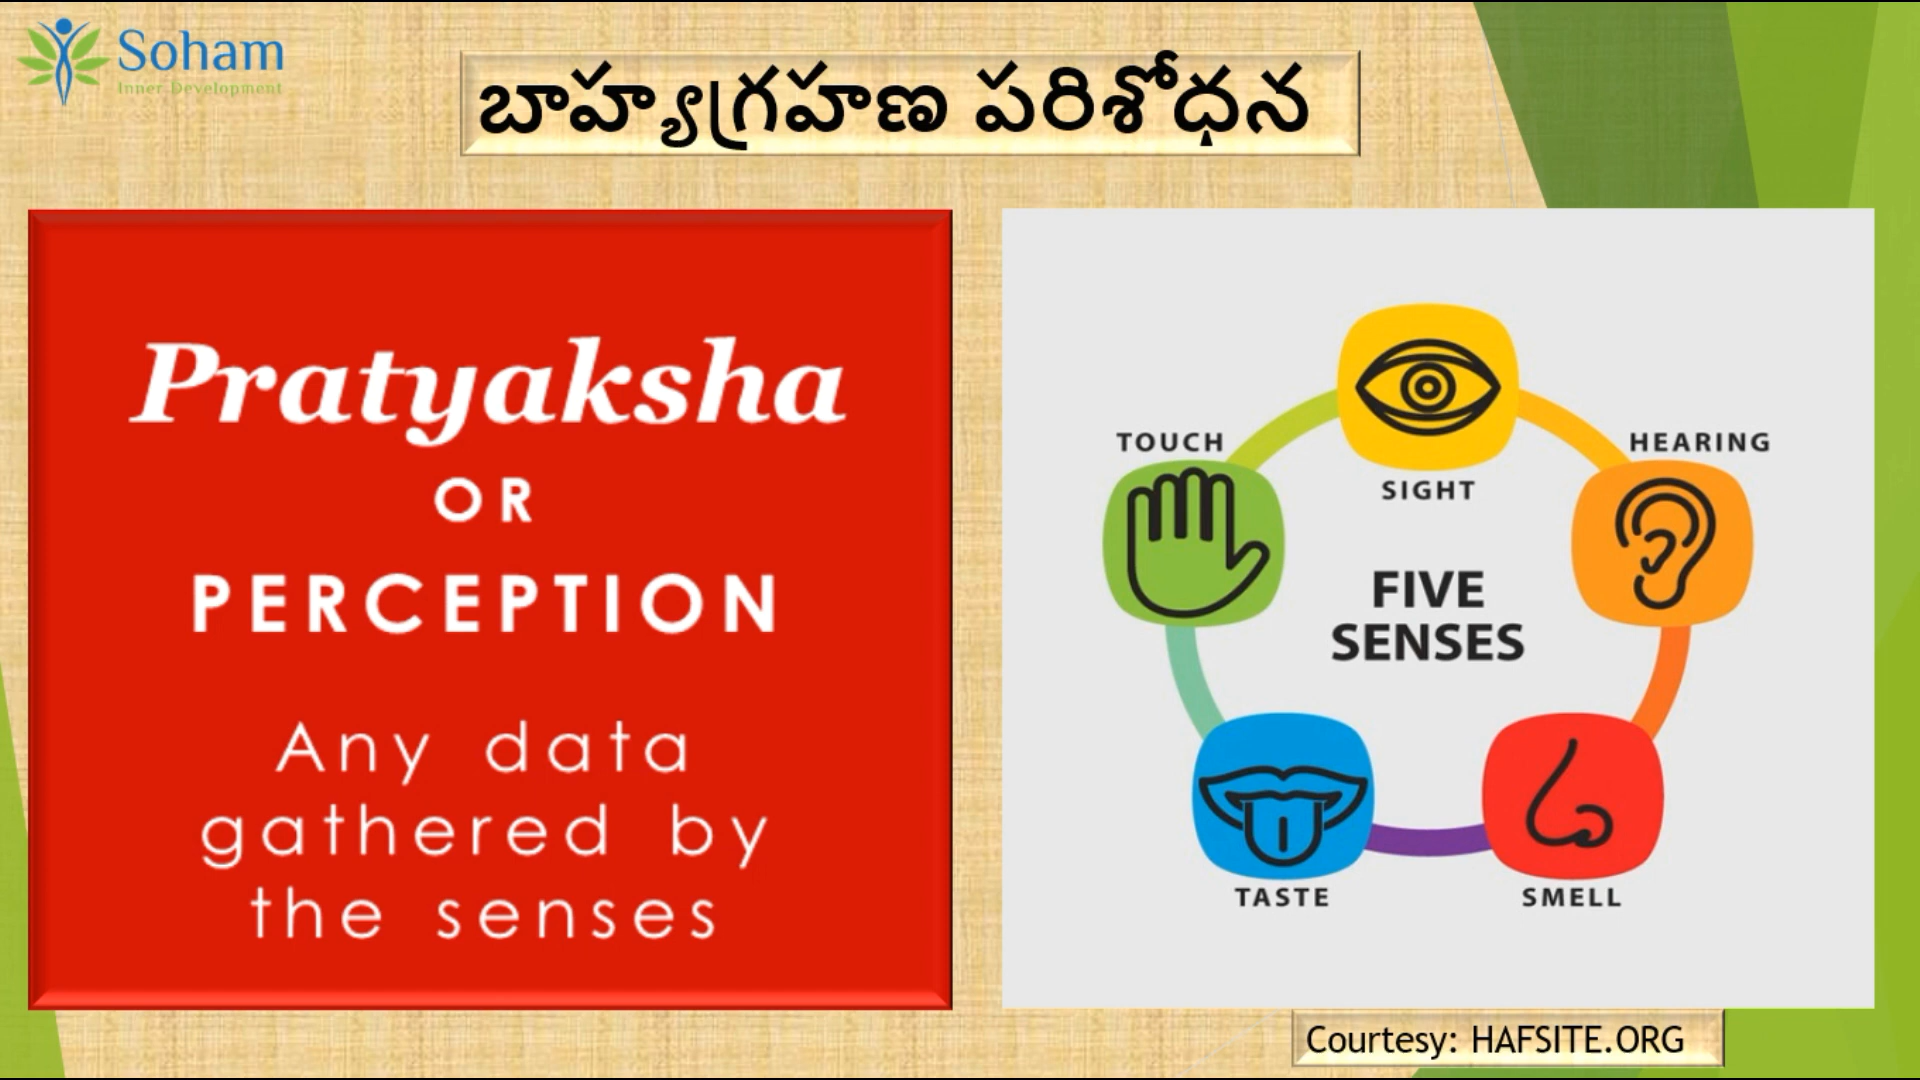 Soham
Inner Development
బాహ్యగ్రహణ పరిశోధన
Pratyaksha
OR
PERCEPTION
Any data
gathered by
the senses
TOUCH
HEARING
SIGHT
FIVE
SENSES
TASTE
SMELL
Courtesy: HAFSITE.ORG